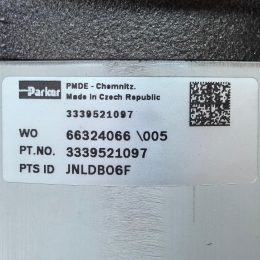 Parker
PMDE - Chemnitz.
Made in Czech Republic
3339521097
WO 66324066 \005
PT.NO. 3339521097
PTS ID JNLDB06F